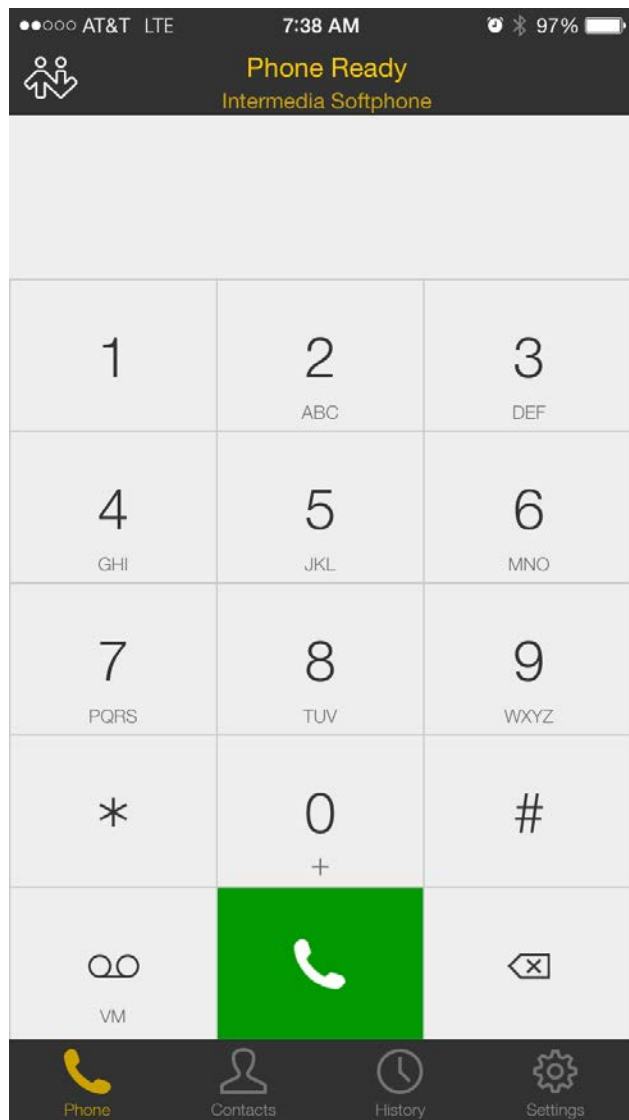 AT&T LTE 7:38 AM 97%
Phone Ready
Intermedia Softphone
1 2 3
ABC DEF
4 5 6
GHI JKL MNO
7 8 9
PQRS TUV WXYZ
* 0 #
+
VM
Phone Contacts History Settings